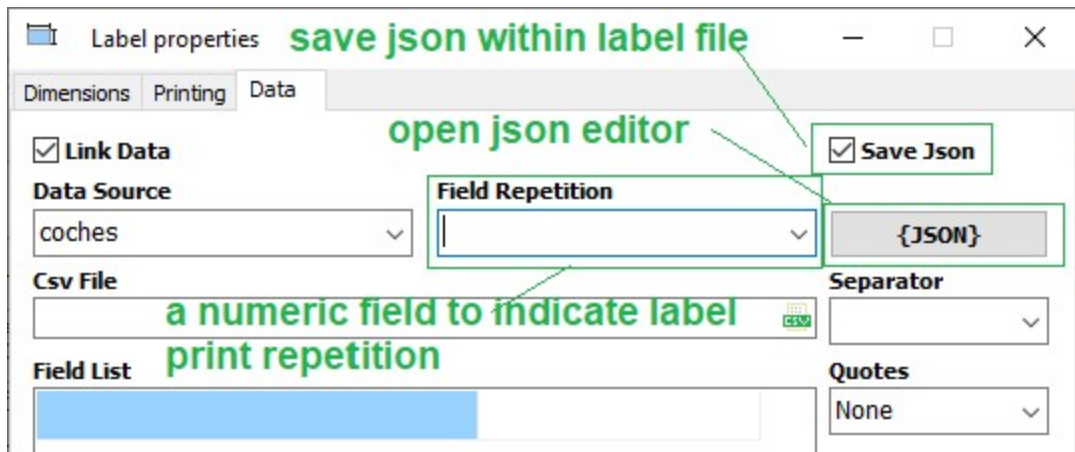 Label properties
save json within label file
Dimensions Printing Data
open json editor
Link Data
Save Json
Data Source
Field Repetition
coches
{JSON}
Csv File
Separator
a numeric field to indicate label
print repetition
CSV
Field List
Quotes
None